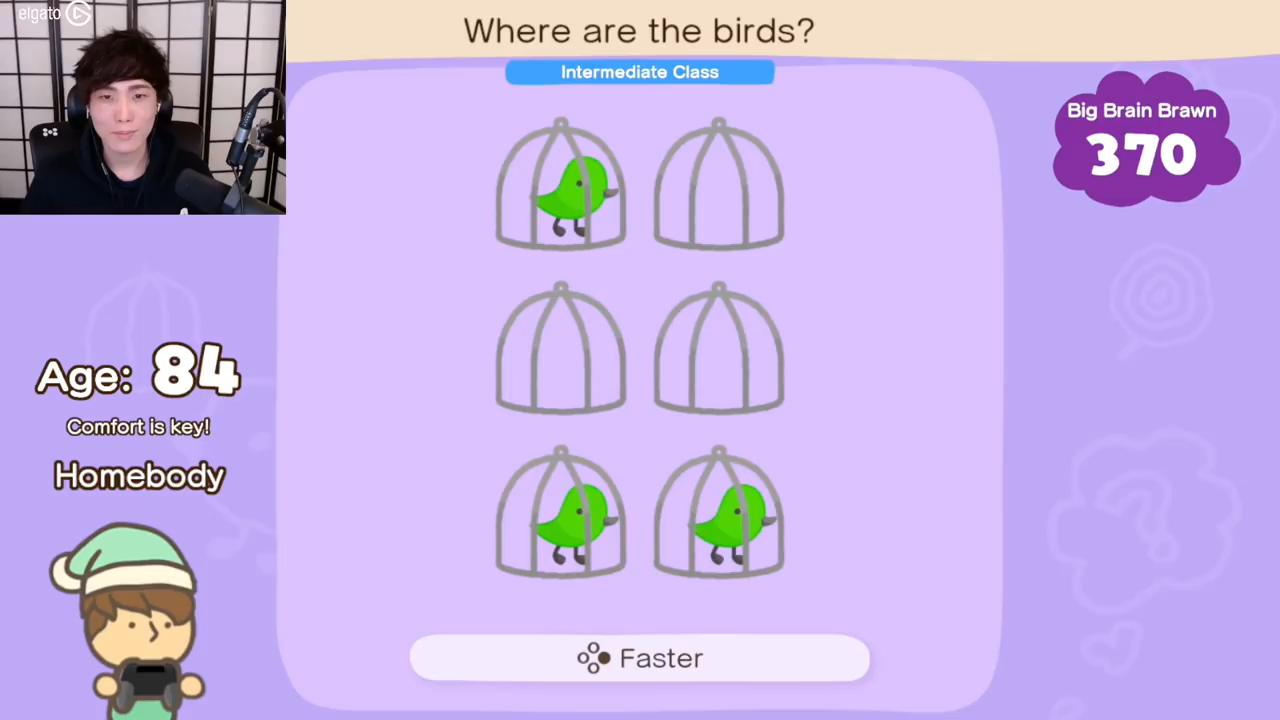 elgato
Where are the birds?
Intermediate Class
Big Brain Brawn
370
Age: 84
Comfort is key!
Homebody
Faster